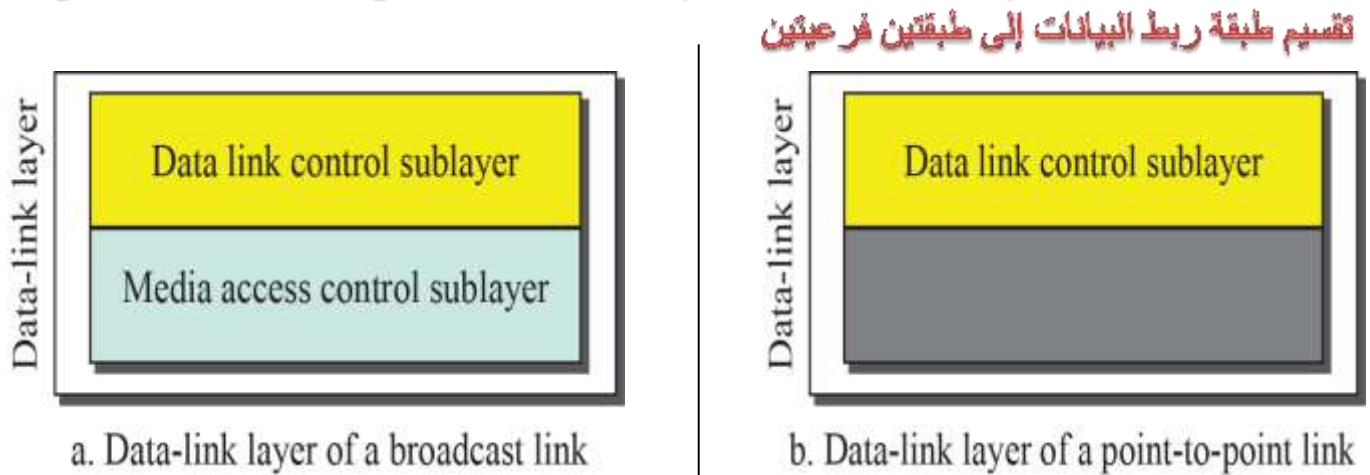 تقسيم طبقة ربط البيانات إلى طبقتين فرعيتين
Data-link layer
Data link control sublayer
Media access control sublayer
a. Data-link layer of a broadcast link
Data-link layer
Data link control sublayer
b. Data-link layer of a point-to-point link